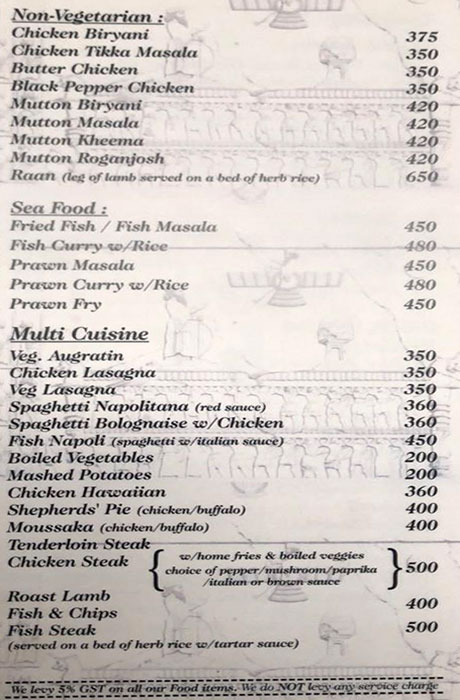 Non-Vegetarian :
Chicken Biryani 375
Chicken Tikka Masala 350
Butter Chicken 350
Black Pepper Chicken 350
Mutton Biryani 420
Mutton Masala 420
Mutton Kheema 420
Mutton Roganjosh 420
Raan (leg of lamb served on a bed of herb rice) 650
Sea Food :
Fried Fish / Fish Masala 450
Fish Curry w/Rice 480
Prawn Masala 450
Prawn Curry w/Rice 480
Prawn Fry 450
Multi Cuisine
Veg. Augratin 350
Chicken Lasagna 350
Veg Lasagna 350
Spaghetti Napolitana (red sauce) 360
Spaghetti Bolognaise w/Chicken 360
Fish Napoli (spaghetti w/italian sauce) 450
Boiled Vegetables 200
Mashed Potatoes 200
Chicken Hawaiian 360
Shepherds' Pie (chicken/buffalo) 400
Moussaka (chicken/buffalo) 400
Tenderloin Steak
Chicken Steak { w/home fries & boiled veggies
choice of pepper/mushroom/paprika
/italian or brown sauce } 500
Roast Lamb
Fish & Chips 400
Fish Steak 500
(served on a bed of herb rice w/tartar sauce)
We levy 5% GST on all our Food items. We do NOT levy any service charge